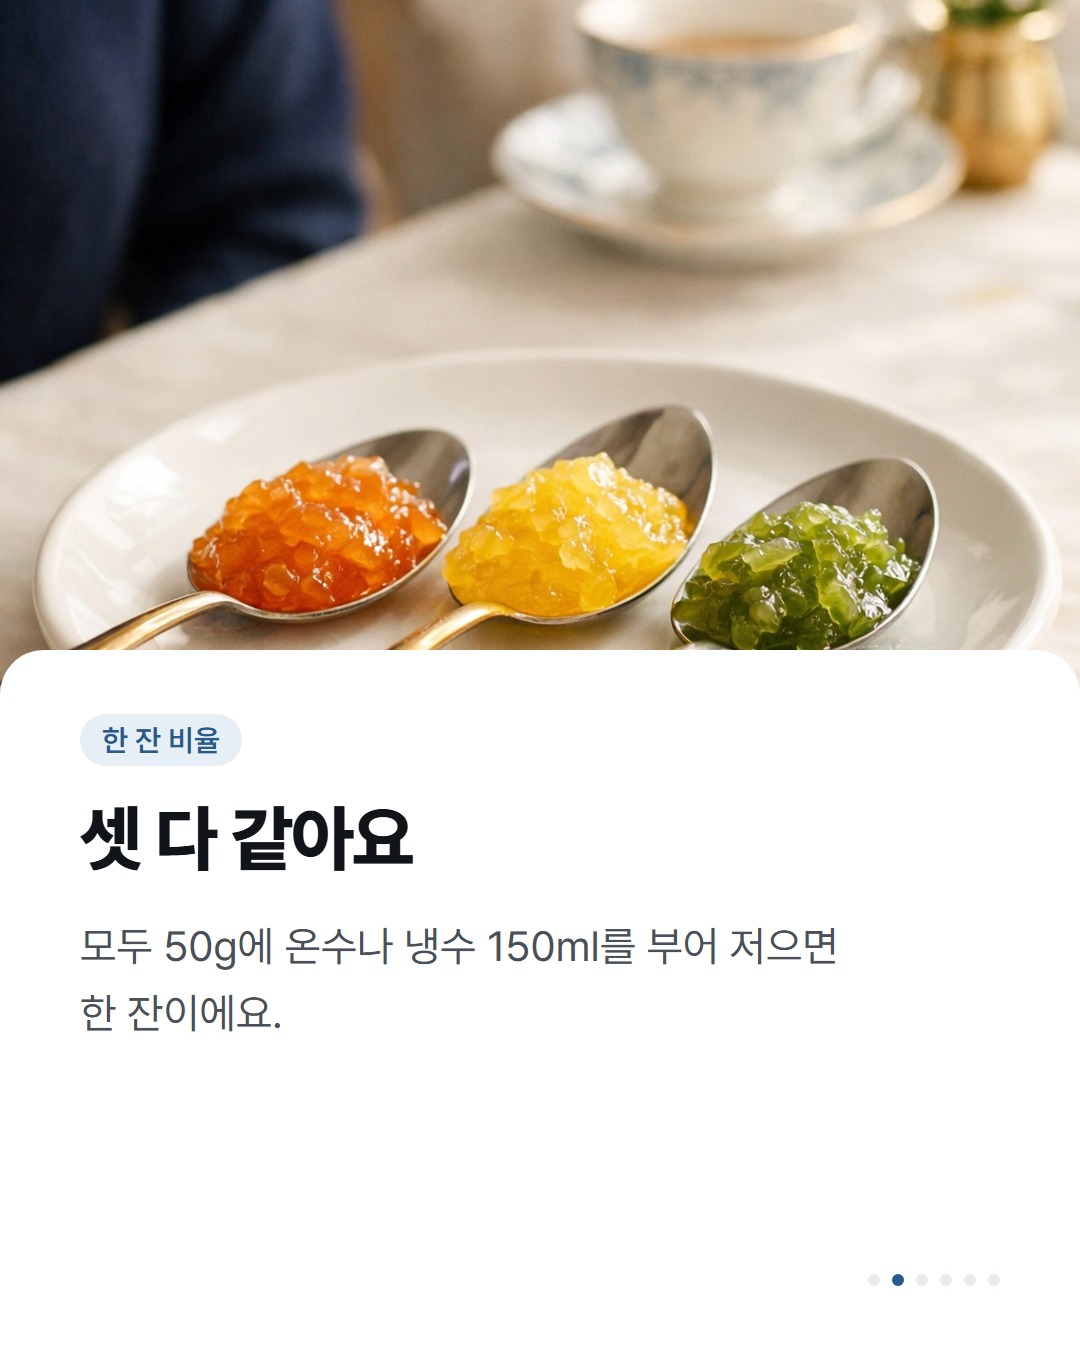 한 잔 비율
셋 다 같아요
모두 50g에 온수나 냉수 150ml를 부어 저으면
한 잔이에요.